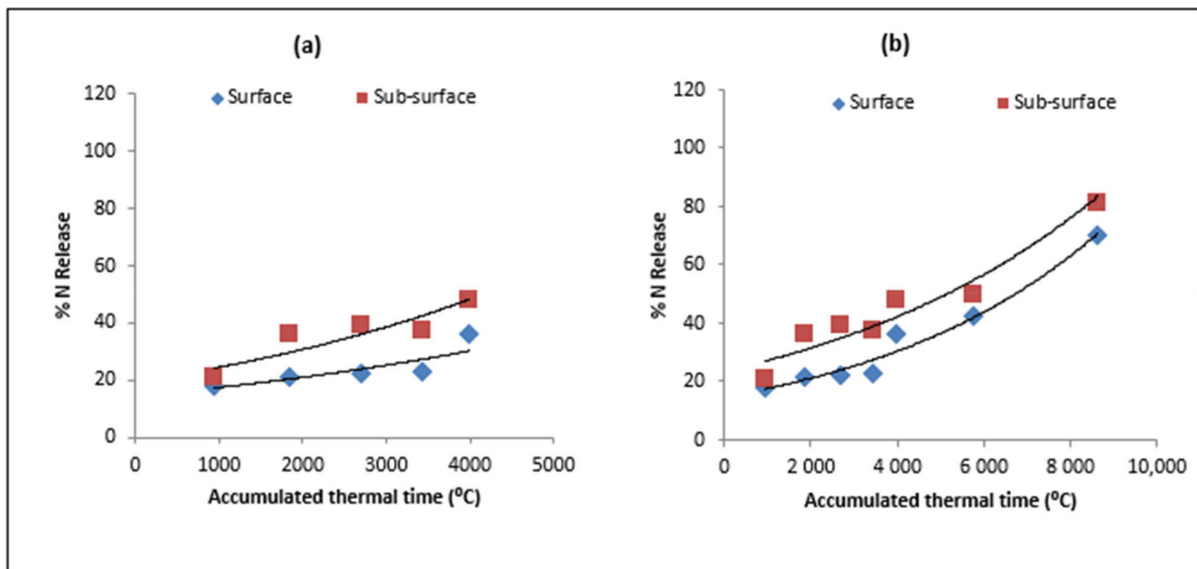 (a)
Surface Sub-surface
120
100
80
60
40
20
0
% N Release
0 1000 2000 3000 4000 5000
Accumulated thermal time (⁰C)
(b)
Surface Sub-surface
120
100
80
60
40
20
0
% N Release
0 2 000 4 000 6 000 8 000 10,000
Accumulated thermal time (⁰C)